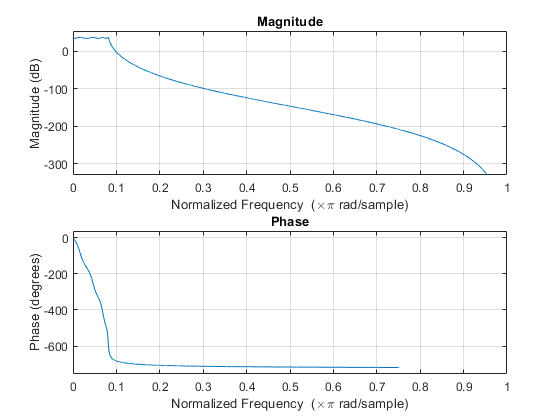 Magnitude
0
-100
-200
-300
Magnitude (dB)
0 0.1 0.2 0.3 0.4 0.5 0.6 0.7 0.8 0.9 1
Normalized Frequency (×π rad/sample)
Phase
0
-200
-400
-600
Phase (degrees)
0 0.1 0.2 0.3 0.4 0.5 0.6 0.7 0.8 0.9 1
Normalized Frequency (×π rad/sample)